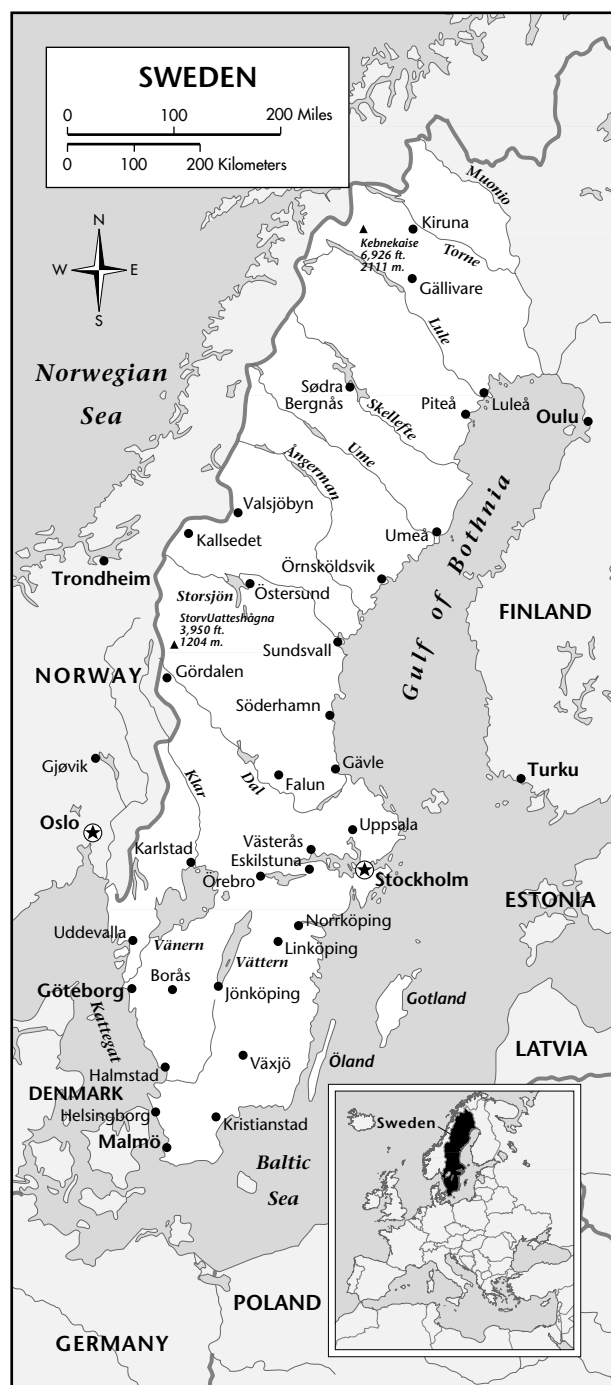 SWEDEN
0 100 200 Miles
0 100 200 Kilometers
N
W E
S
Muonio
Kiruna
Kebnekaise
6,926 ft.
2111 m.
Torne
Gällivare
Lule
Norwegian
Sea
Sødra
Bergnås
Skellefte
Piteå
Luleå
Oulu
Ume
Ångerman
Valsjöbyn
Kallsedet
Umeå
Gulf of Bothnia
Trondheim
Örnsköldsvik
Storsjön
Östersund
FINLAND
StorvUatteshågna
3,950 ft.
1204 m.
Sundsvall
NORWAY
Gördalen
Söderhamn
Gjøvik
Klar
Dal
Falun
Gävle
Turku
Oslo
Uppsala
Karlstad
Västerås
Eskilstuna
Örebro
Stockholm
ESTONIA
Norrköping
Uddevalla
Vänern
Linköping
Vättern
Göteborg
Borås
Jönköping
Gotland
Kattegat
Öland
LATVIA
Växjö
Halmstad
DENMARK
Helsingborg
Kristianstad
Malmö
Baltic
Sea
Sweden
POLAND
GERMANY